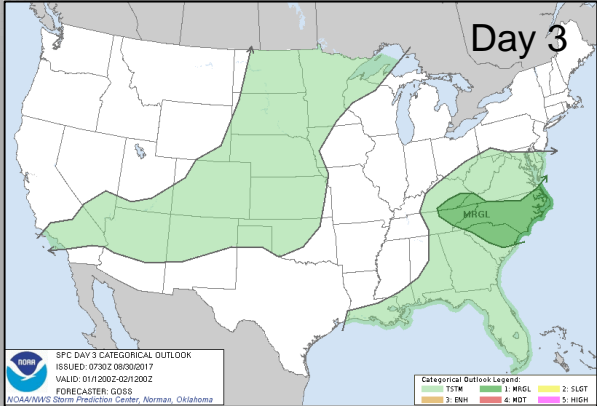 Day 3
MRGL
SPC DAY 3 CATEGORICAL OUTLOOK
ISSUED: 0730Z 08/30/2017
VALID: 01/1200Z-02/1200Z
FORECASTER: GOSS
NOAA/NWS Storm Prediction Center, Norman, Oklahoma
NOAA
Categorical Outlook Legend:
TSTM 1: MRGL 2: SLGT
3: ENH 4: MDT 5: HIGH